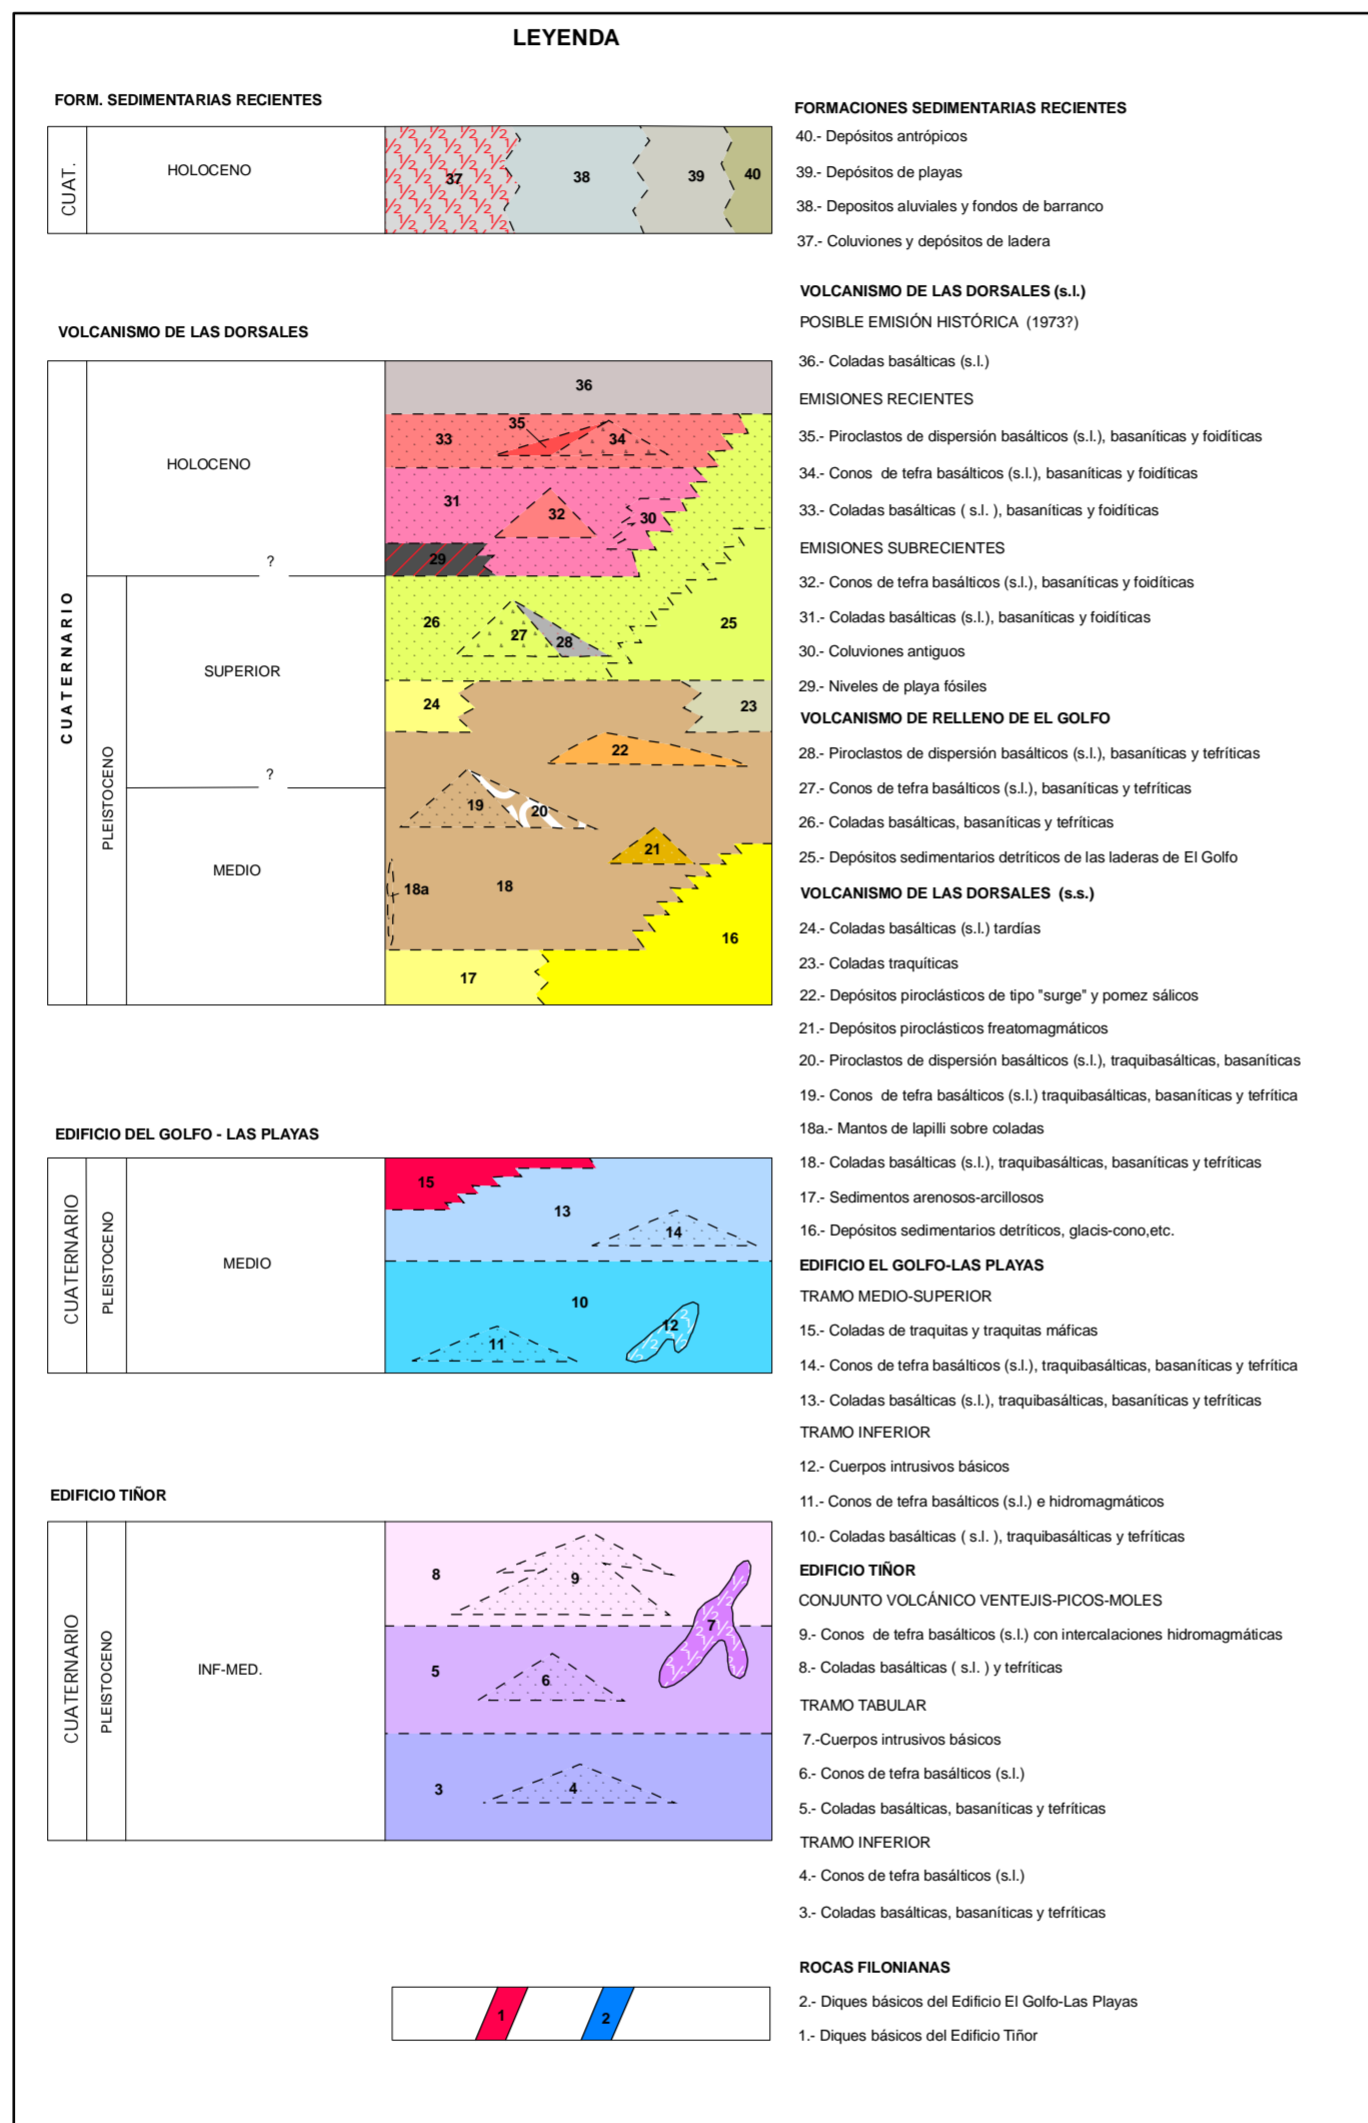 LEYENDA
FORM. SEDIMENTARIAS RECIENTES
CUAT.
HOLOCENO
37
38
39
40
VOLCANISMO DE LAS DORSALES
CUATERNARIO
HOLOCENO
?
PLEISTOCENO
SUPERIOR
?
MEDIO
36
35
33
34
31
32
30
29
26
27
28
25
24
23
22
19
20
21
18a
18
16
17
EDIFICIO DEL GOLFO - LAS PLAYAS
CUATERNARIO
PLEISTOCENO
MEDIO
15
13
14
10
12
11
EDIFICIO TIÑOR
CUATERNARIO
PLEISTOCENO
INF-MED.
8
9
7
5
6
3
4
1
2
FORMACIONES SEDIMENTARIAS RECIENTES
40.- Depósitos antrópicos
39.- Depósitos de playas
38.- Depositos aluviales y fondos de barranco
37.- Coluviones y depósitos de ladera
VOLCANISMO DE LAS DORSALES (s.l.)
POSIBLE EMISIÓN HISTÓRICA (1973?)
36.- Coladas basálticas (s.l.)
EMISIONES RECIENTES
35.- Piroclastos de dispersión basálticos (s.l.), basaníticas y foidíticas
34.- Conos de tefra basálticos (s.l.), basaníticas y foidíticas
33.- Coladas basálticas ( s.l. ), basaníticas y foidíticas
EMISIONES SUBRECIENTES
32.- Conos de tefra basálticos (s.l.), basaníticas y foidíticas
31.- Coladas basálticas (s.l.), basaníticas y foidíticas
30.- Coluviones antiguos
29.- Niveles de playa fósiles
VOLCANISMO DE RELLENO DE EL GOLFO
28.- Piroclastos de dispersión basálticos (s.l.), basaníticas y tefríticas
27.- Conos de tefra basálticos (s.l.), basaníticas y tefríticas
26.- Coladas basálticas, basaníticas y tefríticas
25.- Depósitos sedimentarios detríticos de las laderas de El Golfo
VOLCANISMO DE LAS DORSALES (s.s.)
24.- Coladas basálticas (s.l.) tardías
23.- Coladas traquíticas
22.- Depósitos piroclásticos de tipo "surge" y pomez sálicos
21.- Depósitos piroclásticos freatomagmáticos
20.- Piroclastos de dispersión basálticos (s.l.), traquibasálticas, basaníticas
19.- Conos de tefra basálticos (s.l.) traquibasálticas, basaníticas y tefrítica
18a.- Mantos de lapilli sobre coladas
18.- Coladas basálticas (s.l.), traquibasálticas, basaníticas y tefríticas
17.- Sedimentos arenosos-arcillosos
16.- Depósitos sedimentarios detríticos, glacis-cono,etc.
EDIFICIO EL GOLFO-LAS PLAYAS
TRAMO MEDIO-SUPERIOR
15.- Coladas de traquitas y traquitas máficas
14.- Conos de tefra basálticos (s.l.), traquibasálticas, basaníticas y tefrítica
13.- Coladas basálticas (s.l.), traquibasálticas, basaníticas y tefríticas
TRAMO INFERIOR
12.- Cuerpos intrusivos básicos
11.- Conos de tefra basálticos (s.l.) e hidromagmáticos
10.- Coladas basálticas ( s.l. ), traquibasálticas y tefríticas
EDIFICIO TIÑOR
CONJUNTO VOLCÁNICO VENTEJIS-PICOS-MOLES
9.- Conos de tefra basálticos (s.l.) con intercalaciones hidromagmáticas
8.- Coladas basálticas ( s.l. ) y tefríticas
TRAMO TABULAR
7.-Cuerpos intrusivos básicos
6.- Conos de tefra basálticos (s.l.)
5.- Coladas basálticas, basaníticas y tefríticas
TRAMO INFERIOR
4.- Conos de tefra basálticos (s.l.)
3.- Coladas basálticas, basaníticas y tefríticas
ROCAS FILONIANAS
2.- Diques básicos del Edificio El Golfo-Las Playas
1.- Diques básicos del Edificio Tiñor